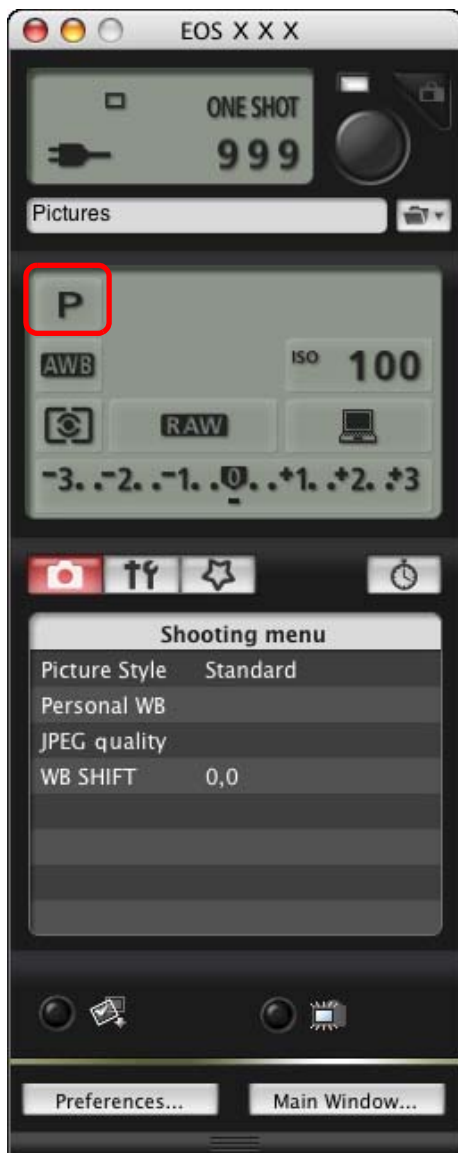 EOS X X X
ONE SHOT
999
Pictures
P
AWB
ISO 100
RAW
-3. .-2. .-1. .0. .+1. .+2. .+3
Shooting menu
Picture Style Standard
Personal WB
JPEG quality
WB SHIFT 0,0
Preferences... Main Window...